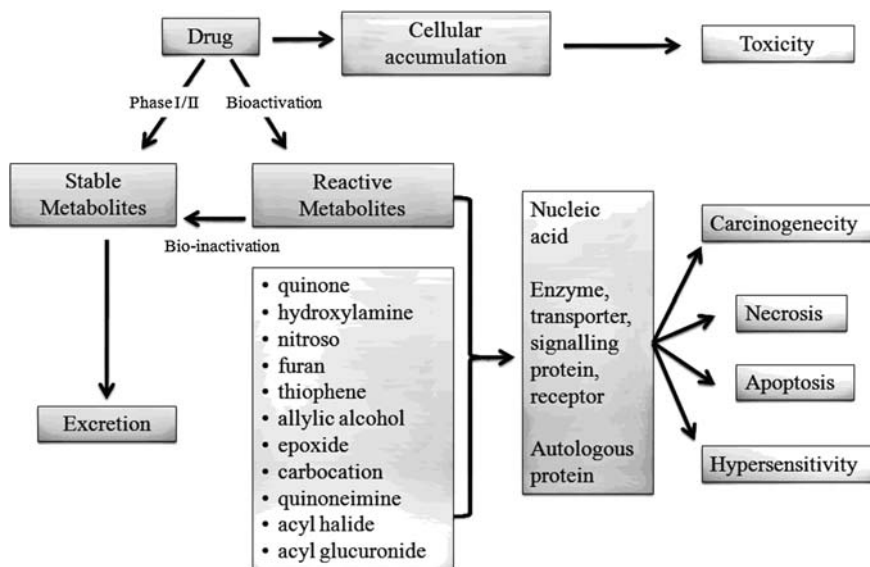 Drug
Cellular
accumulation
Toxicity
Phase I/II
Bioactivation
Stable
Metabolites
Reactive
Metabolites
Bio-inactivation
Excretion
• quinone
• hydroxylamine
• nitroso
• furan
• thiophene
• allylic alcohol
• epoxide
• carbocation
• quinoneimine
• acyl halide
• acyl glucuronide
Nucleic
acid
Enzyme,
transporter,
signalling
protein,
receptor
Autologous
protein
Carcinogenecity
Necrosis
Apoptosis
Hypersensitivity